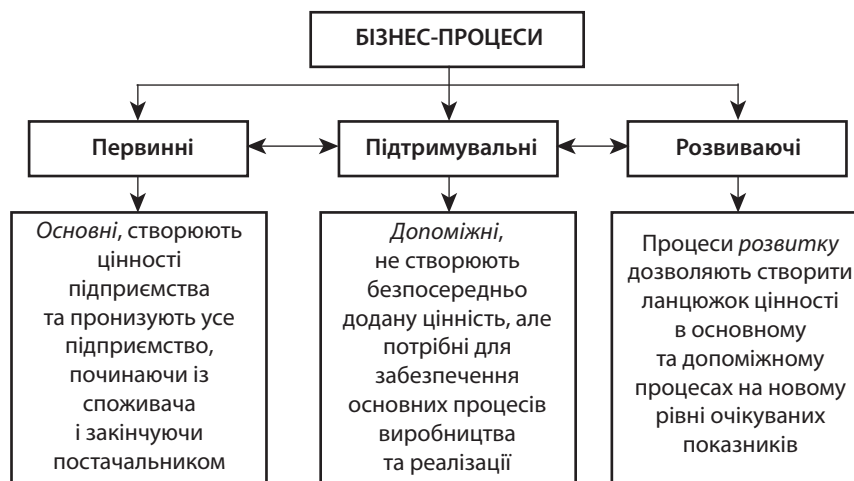 БІЗНЕС-ПРОЦЕСИ
Первинні
Підтримувальні
Розвиваючі
Основні, створюють
цінності
підприємства
та пронизують усе
підприємство,
починаючи із
споживача
і закінчуючи
постачальником
Допоміжні,
не створюють
безпосередньо
додану цінність, але
потрібні для
забезпечення
основних процесів
виробництва
та реалізації
Процеси розвитку
дозволяють створити
ланцюжок цінності
в основному
та допоміжному
процесах на новому
рівні очікуваних
показників